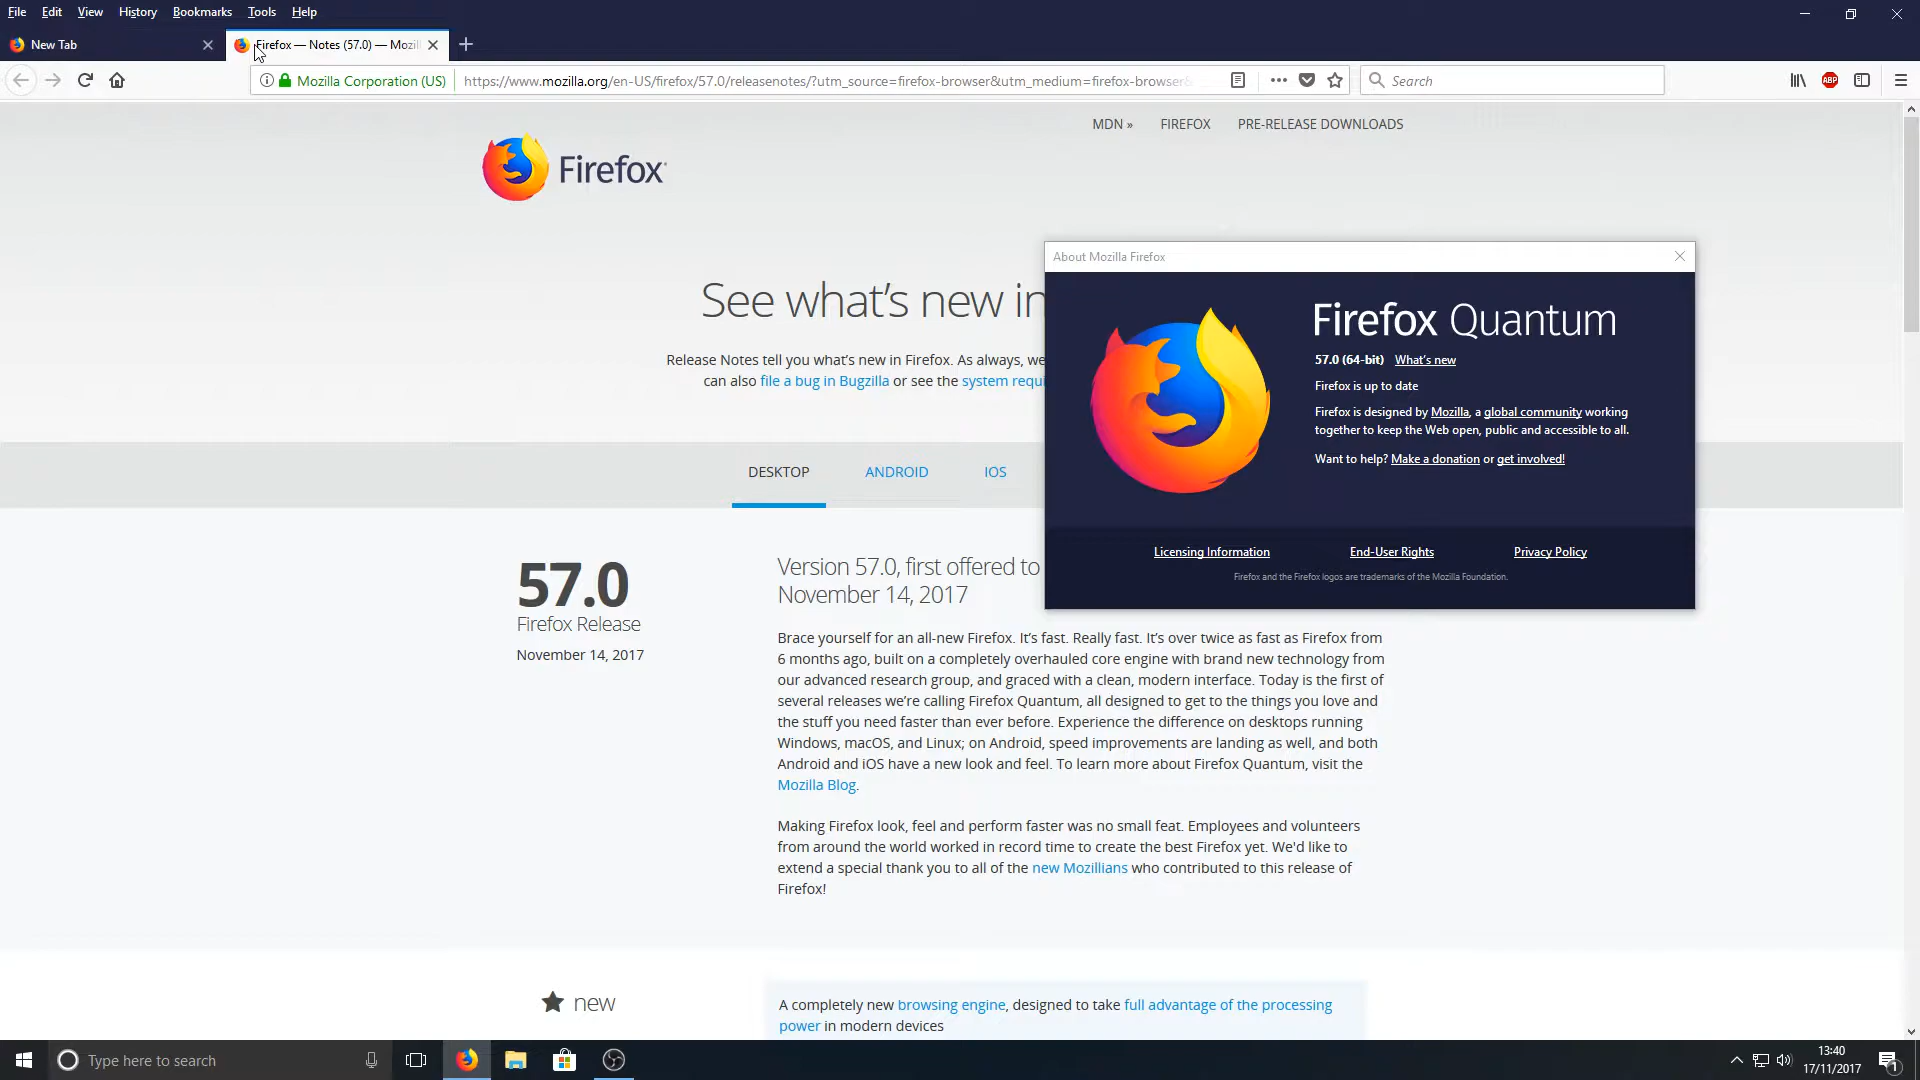 File Edit View History Bookmarks Tools Help
New Tab
Firefox — Notes (57.0) — Mozil
Mozilla Corporation (US)
https://www.mozilla.org/en-US/firefox/57.0/releasenotes/?utm_source=firefox-browser&utm_medium=firefox-browser&
Search
ABP
MDN » FIREFOX PRE-RELEASE DOWNLOADS
Firefox
See what's new in
Release Notes tell you what's new in Firefox. As always, we
can also file a bug in Bugzilla or see the system requi
DESKTOP ANDROID IOS
About Mozilla Firefox
Firefox Quantum
57.0 (64-bit) What's new
Firefox is up to date
Firefox is designed by Mozilla, a global community working
together to keep the Web open, public and accessible to all.
Want to help? Make a donation or get involved!
Licensing Information End-User Rights Privacy Policy
Firefox and the Firefox logos are trademarks of the Mozilla Foundation.
57.0
Firefox Release
November 14, 2017
Version 57.0, first offered to
November 14, 2017
Brace yourself for an all-new Firefox. It's fast. Really fast. It's over twice as fast as Firefox from
6 months ago, built on a completely overhauled core engine with brand new technology from
our advanced research group, and graced with a clean, modern interface. Today is the first of
several releases we're calling Firefox Quantum, all designed to get to the things you love and
the stuff you need faster than ever before. Experience the difference on desktops running
Windows, macOS, and Linux; on Android, speed improvements are landing as well, and both
Android and iOS have a new look and feel. To learn more about Firefox Quantum, visit the
Mozilla Blog.
Making Firefox look, feel and perform faster was no small feat. Employees and volunteers
from around the world worked in record time to create the best Firefox yet. We'd like to
extend a special thank you to all of the new Mozillians who contributed to this release of
Firefox!
new
A completely new browsing engine, designed to take full advantage of the processing
power in modern devices
Type here to search
13:40
17/11/2017
1